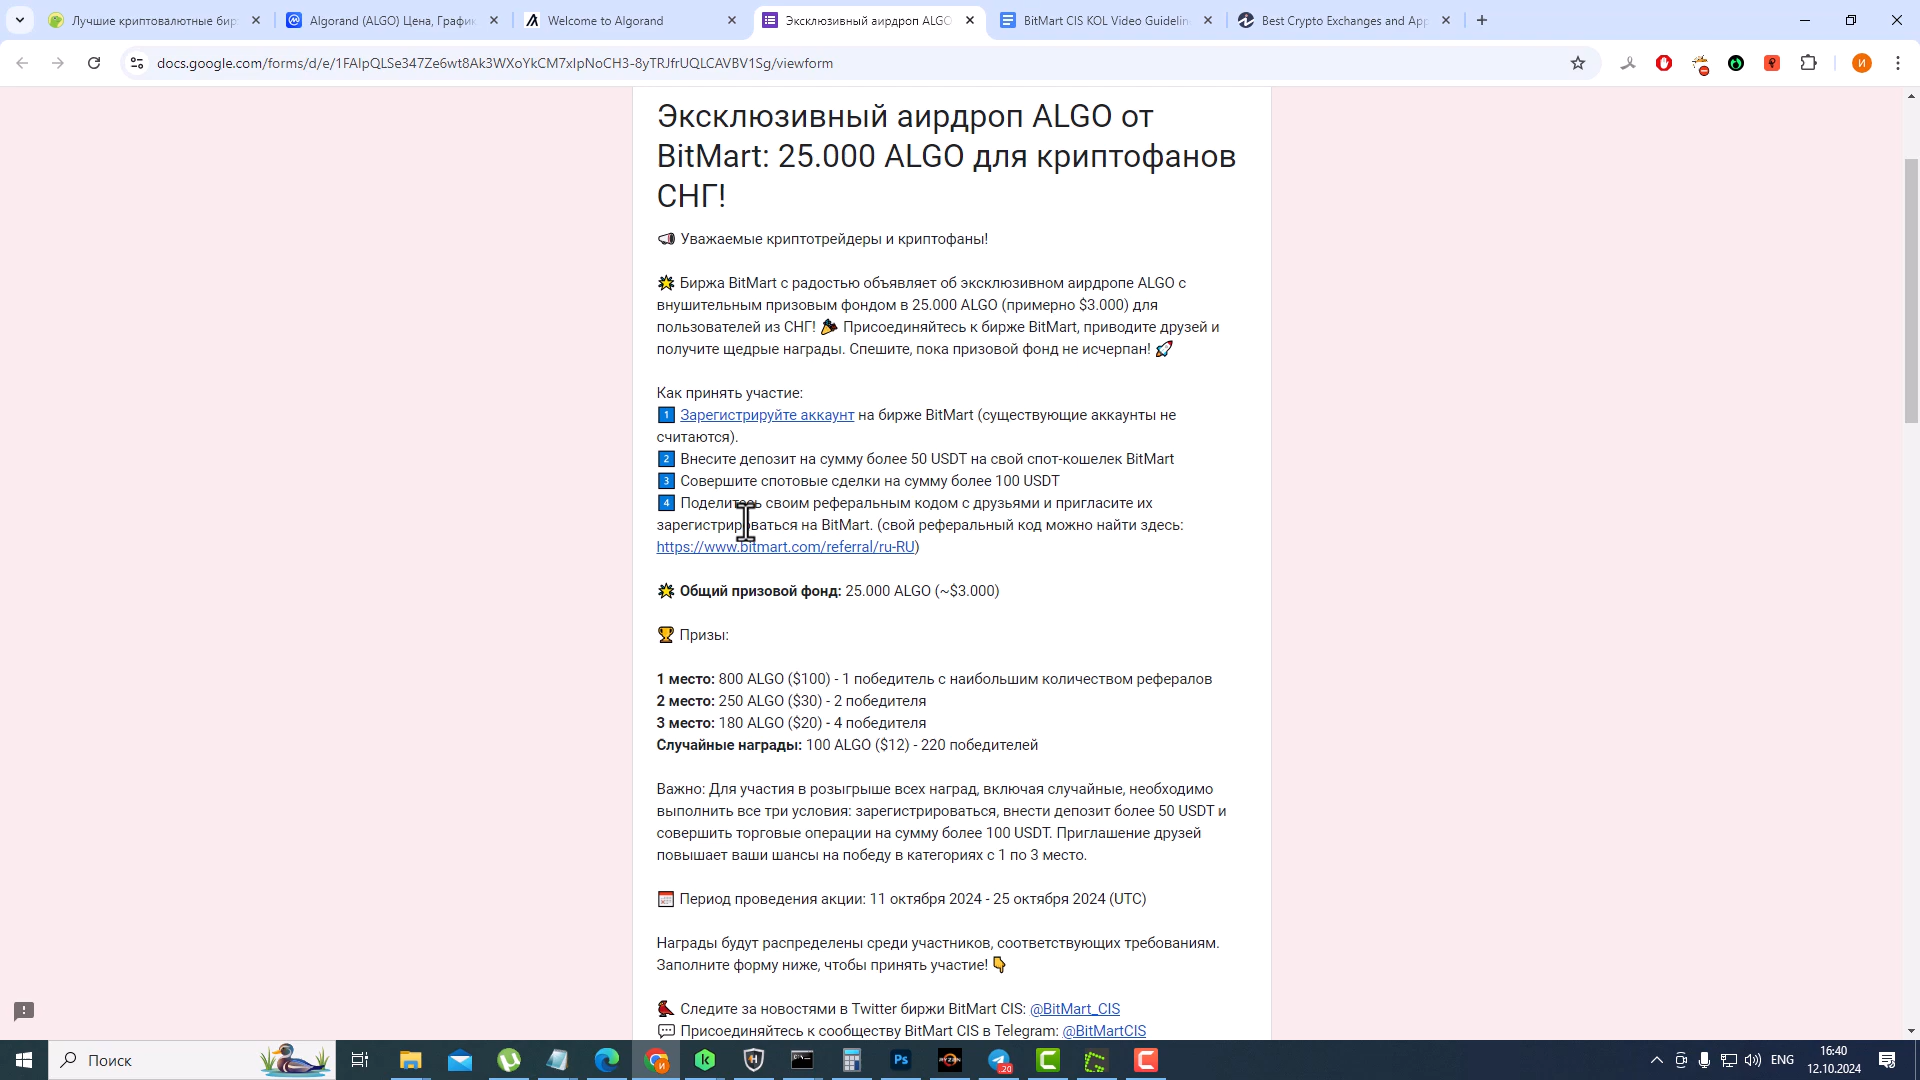 Лучшие криптовалютные бир
Algorand (ALGO) Цена, График
Welcome to Algorand
Эксклюзивный аирдроп ALGO
BitMart CIS KOL Video Guidelin
Best Crypto Exchanges and App
docs.google.com/forms/d/e/1FAIpQLSe347Ze6wt8Ak3WXoYkCM7xIpNoCH3-8yTRJfrUQLCAVBV1Sg/viewform
И
Эксклюзивный аирдроп ALGO от
BitMart: 25.000 ALGO для криптофанов
СНГ!
📢 Уважаемые криптотрейдеры и криптофаны!
🌟 Биржа BitMart с радостью объявляет об эксклюзивном аирдропе ALGO с
внушительным призовым фондом в 25.000 ALGO (примерно $3.000) для
пользователей из СНГ! 🎉 Присоединяйтесь к бирже BitMart, приводите друзей и
получите щедрые награды. Спешите, пока призовой фонд не исчерпан! 🚀
Как принять участие:
1️⃣ Зарегистрируйте аккаунт на бирже BitMart (существующие аккаунты не
считаются).
2️⃣ Внесите депозит на сумму более 50 USDT на свой спот-кошелек BitMart
3️⃣ Совершите спотовые сделки на сумму более 100 USDT
4️⃣ Поделитесь своим реферальным кодом с друзьями и пригласите их
зарегистрироваться на BitMart. (свой реферальный код можно найти здесь:
https://www.bitmart.com/referral/ru-RU)
🌟 Общий призовой фонд: 25.000 ALGO (~$3.000)
🏆 Призы:
1 место: 800 ALGO ($100) - 1 победитель с наибольшим количеством рефералов
2 место: 250 ALGO ($30) - 2 победителя
3 место: 180 ALGO ($20) - 4 победителя
Случайные награды: 100 ALGO ($12) - 220 победителей
Важно: Для участия в розыгрыше всех наград, включая случайные, необходимо
выполнить все три условия: зарегистрироваться, внести депозит более 50 USDT и
совершить торговые операции на сумму более 100 USDT. Приглашение друзей
повышает ваши шансы на победу в категориях с 1 по 3 место.
📅 Период проведения акции: 11 октября 2024 - 25 октября 2024 (UTC)
Награды будут распределены среди участников, соответствующих требованиям.
Заполните форму ниже, чтобы принять участие! 👇
🐦 Следите за новостями в Twitter биржи BitMart CIS: @BitMart_CIS
💬 Присоединяйтесь к сообществу BitMart CIS в Telegram: @BitMartCIS
Поиск
Ps
RYZEN
20
ENG
16:40
12.10.2024